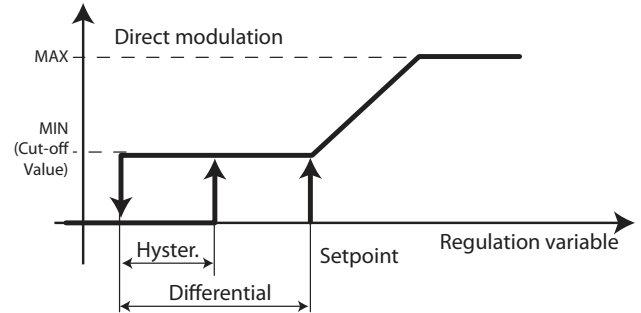 Direct modulation
MAX
MIN
(Cut-off
Value)
Regulation variable
Hyster.
Setpoint
Differential